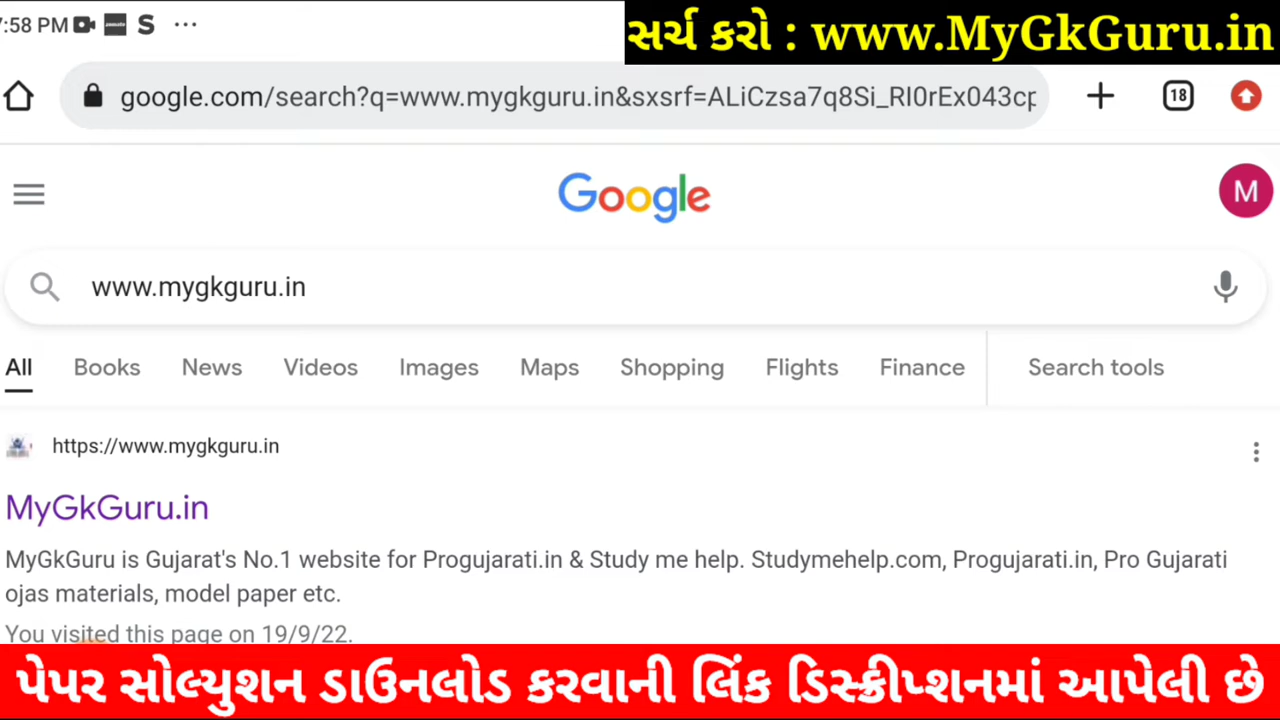 :58 PM S ...
સર્ચ કરો : www.MyGkGuru.in
google.com/search?q=www.mygkguru.in&sxsrf=ALiCzsa7q8Si_RI0rEx043cp
18
Google
M
www.mygkguru.in
All Books News Videos Images Maps Shopping Flights Finance Search tools
https://www.mygkguru.in
MyGkGuru.in
MyGkGuru is Gujarat's No.1 website for Progujarati.in & Study me help. Studymehelp.com, Progujarati.in, Pro Gujarati
ojas materials, model paper etc.
You visited this page on 19/9/22.
પેપર સોલ્યુશન ડાઉનલોડ કરવાની લિંક ડિસ્ક્રીપ્શનમાં આપેલી છે